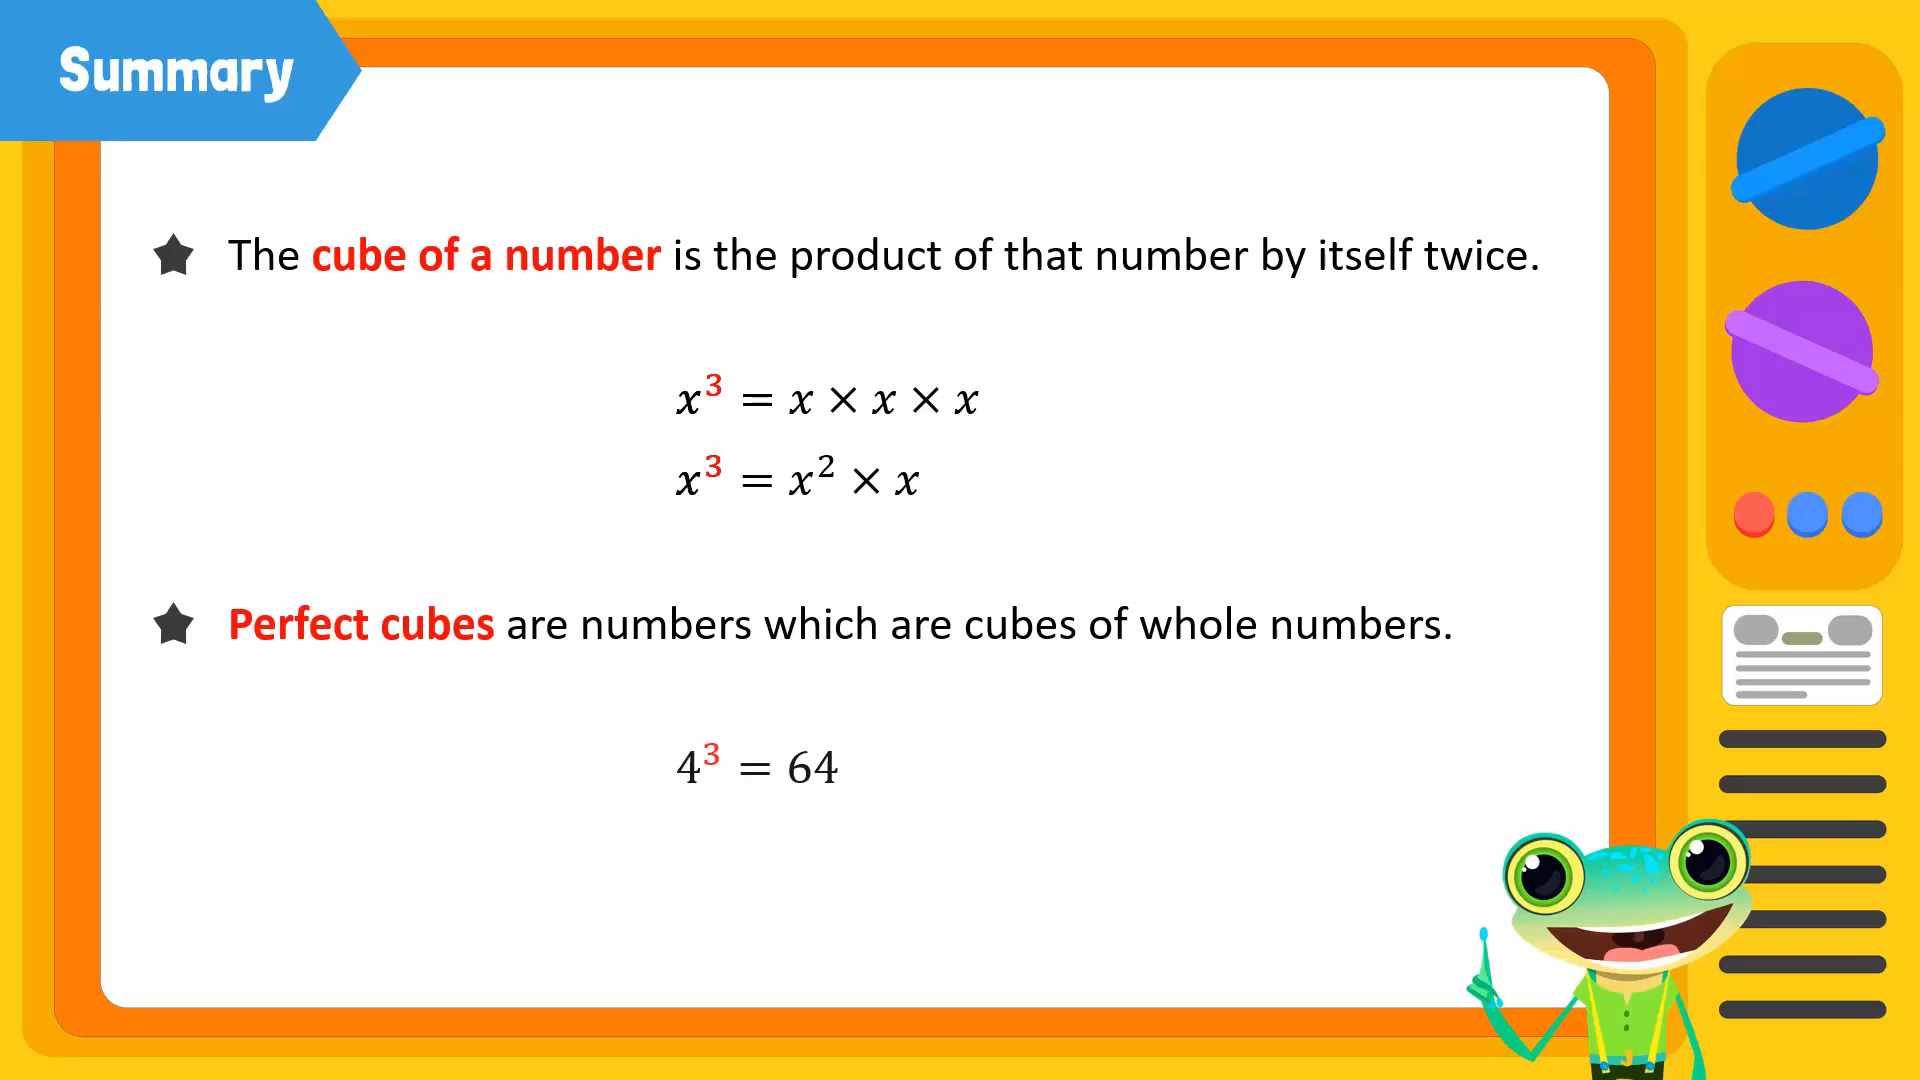 Summary
The cube of a number is the product of that number by itself twice.
x³ = x × x × x
x³ = x² × x
Perfect cubes are numbers which are cubes of whole numbers.
4³ = 64